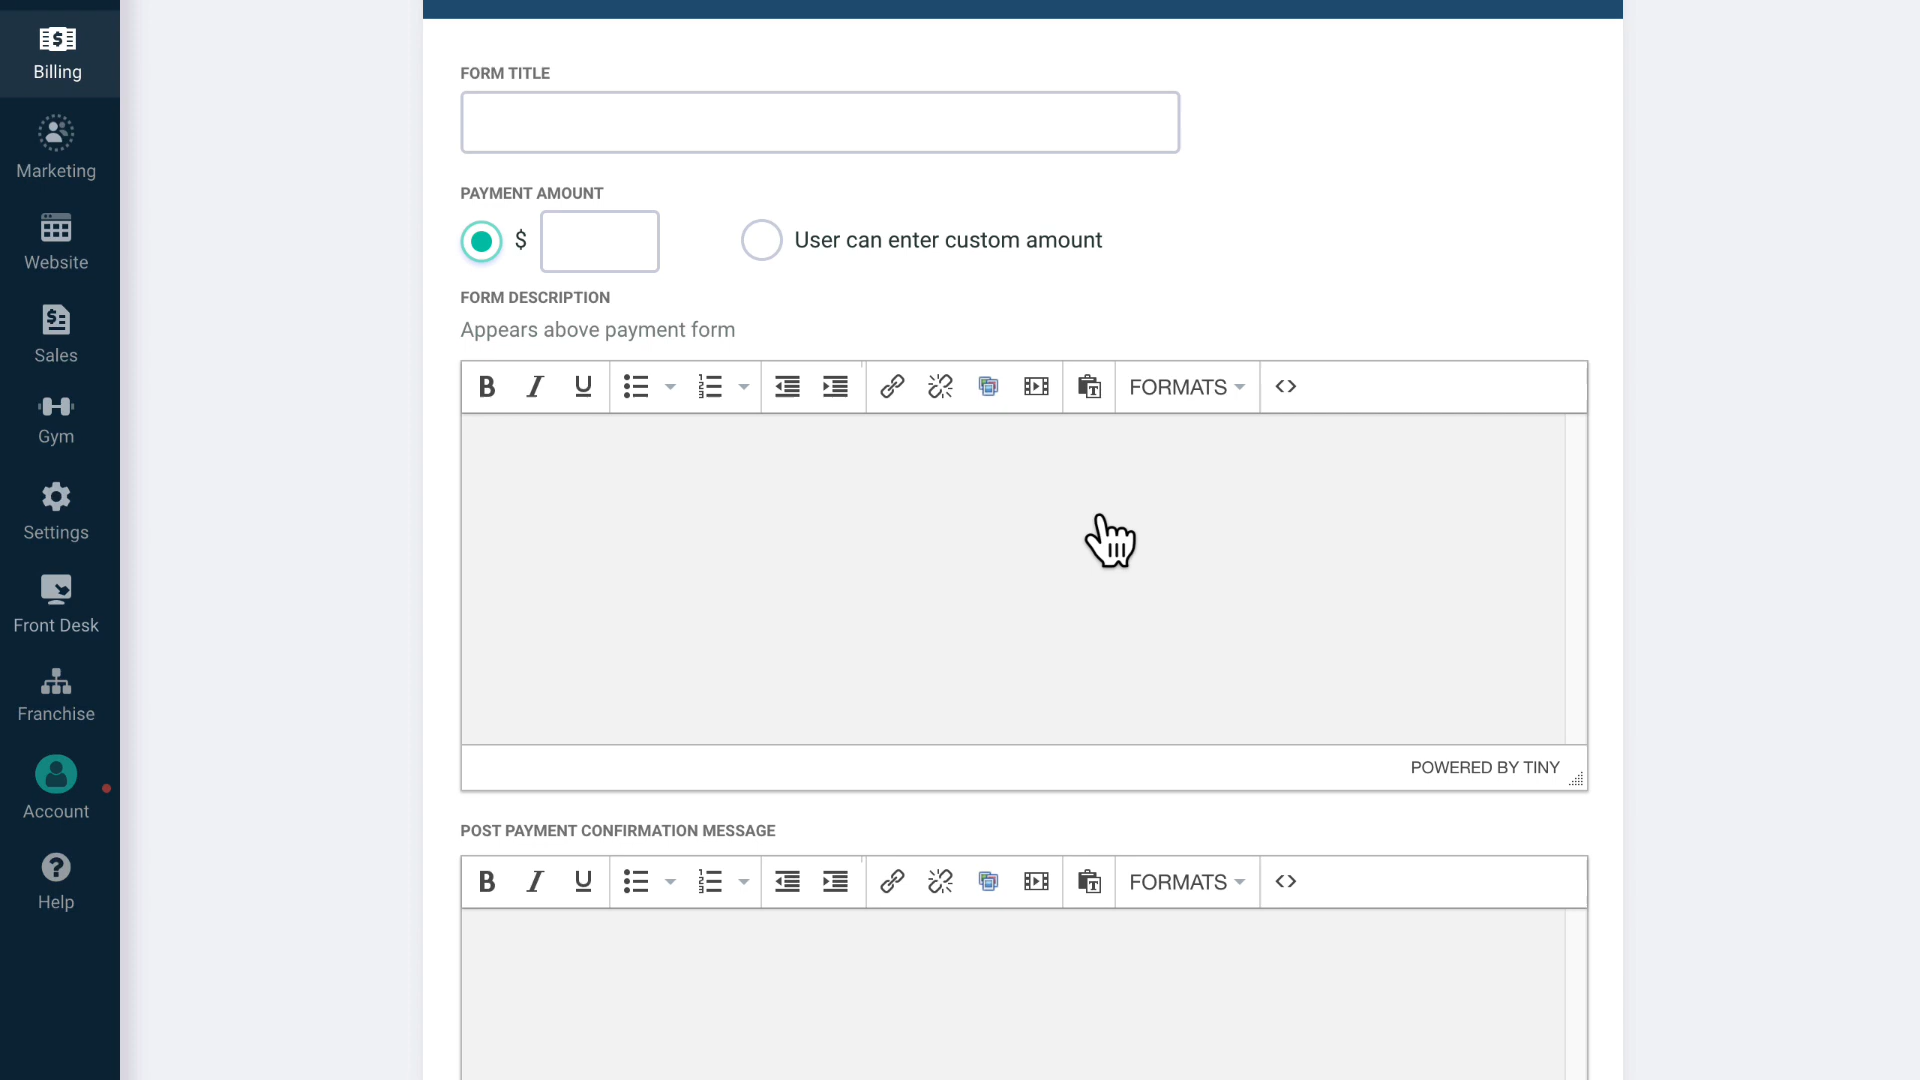 Billing
Marketing
Website
Sales
Gym
Settings
Front Desk
Franchise
Account
Help
FORM TITLE
PAYMENT AMOUNT
$
User can enter custom amount
FORM DESCRIPTION
Appears above payment form
FORMATS
POWERED BY TINY
POST PAYMENT CONFIRMATION MESSAGE
FORMATS